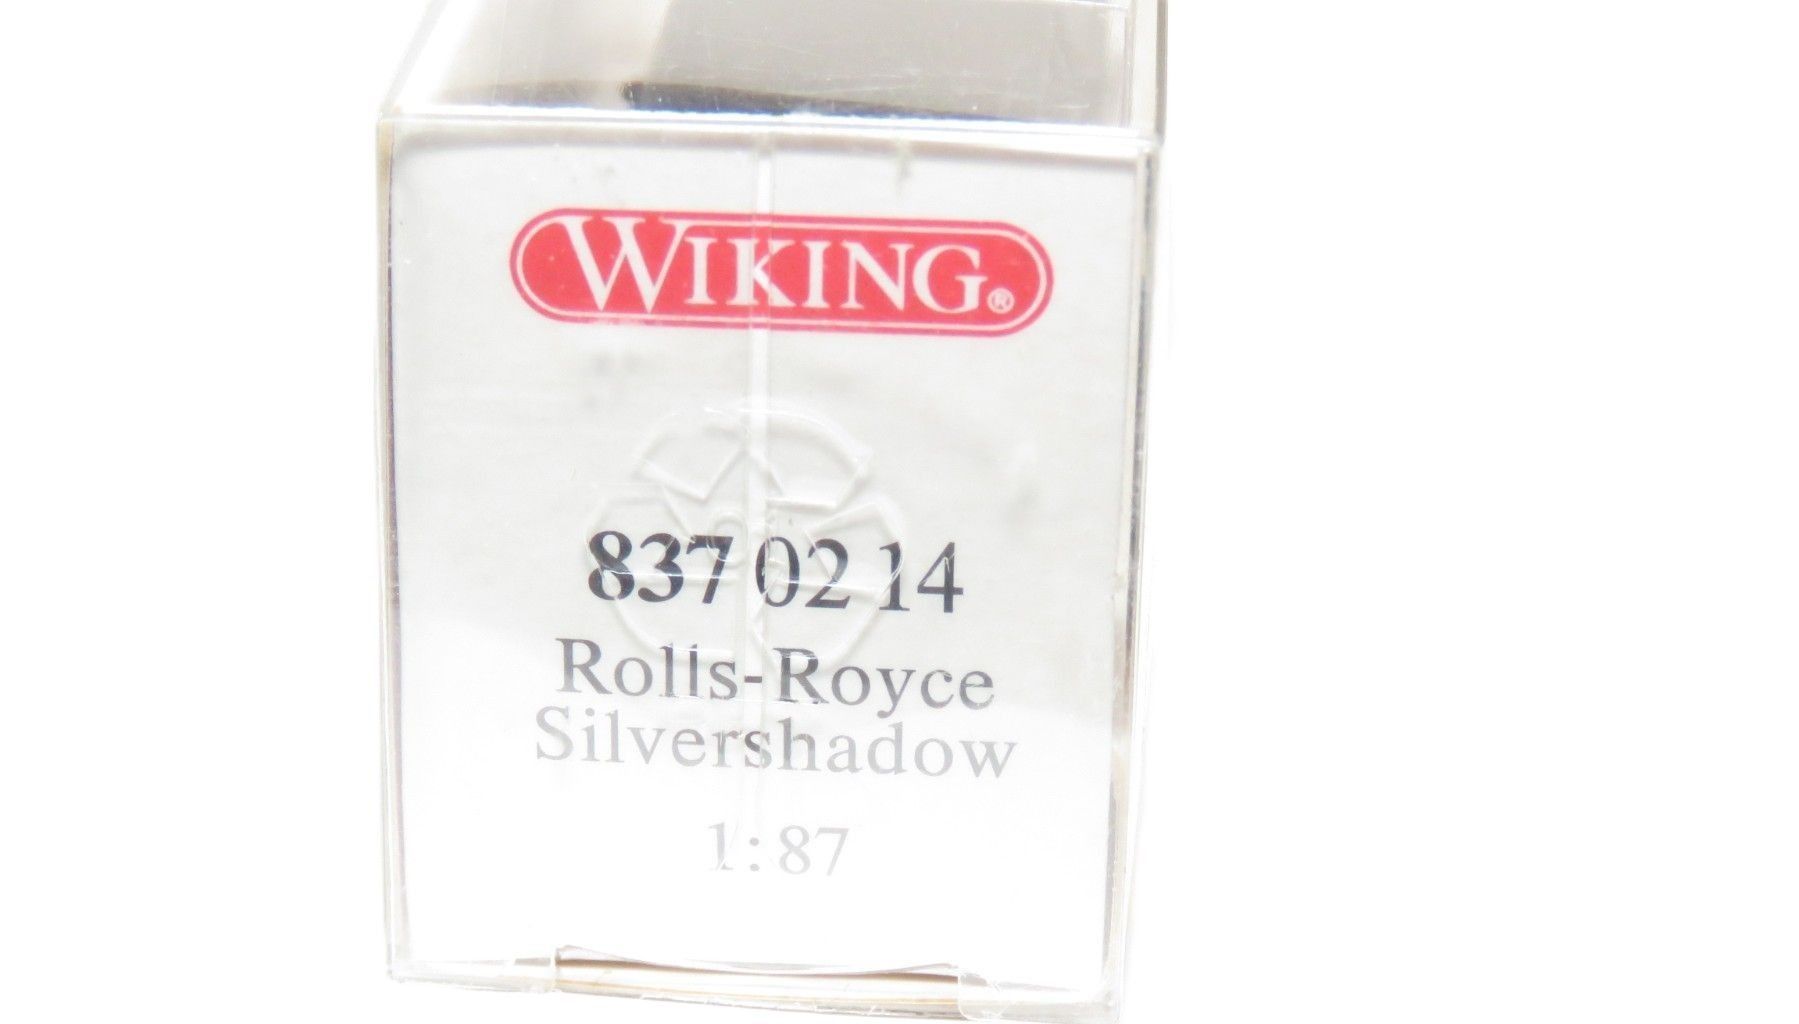 WIKING®
837 02 14
Rolls-Royce
Silvershadow
1:87